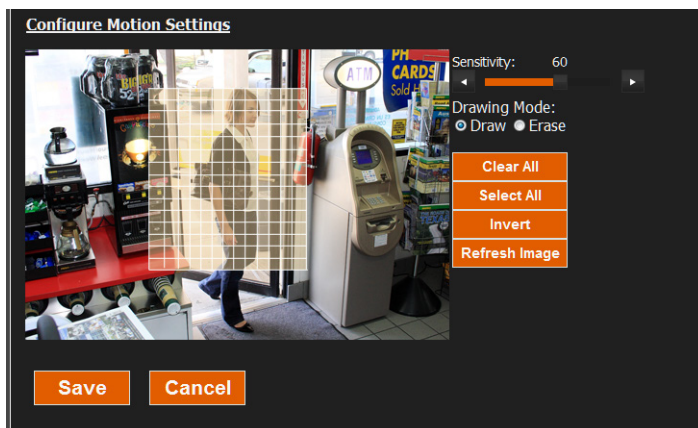 Configure Motion Settings
Sensitivity: 60
Drawing Mode:
Draw Erase
Clear All
Select All
Invert
Refresh Image
Save Cancel
ATM
CARDS
Sold